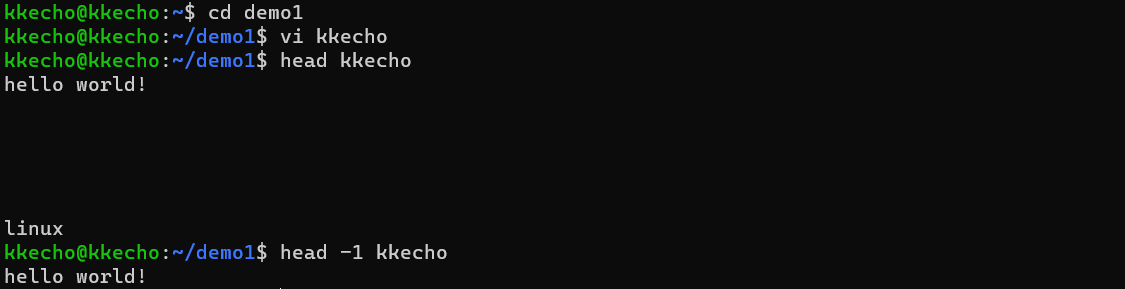 kkecho@kkecho:~$ cd demo1
kkecho@kkecho:~/demo1$ vi kkecho
kkecho@kkecho:~/demo1$ head kkecho
hello world!
linux
kkecho@kkecho:~/demo1$ head -1 kkecho
hello world!